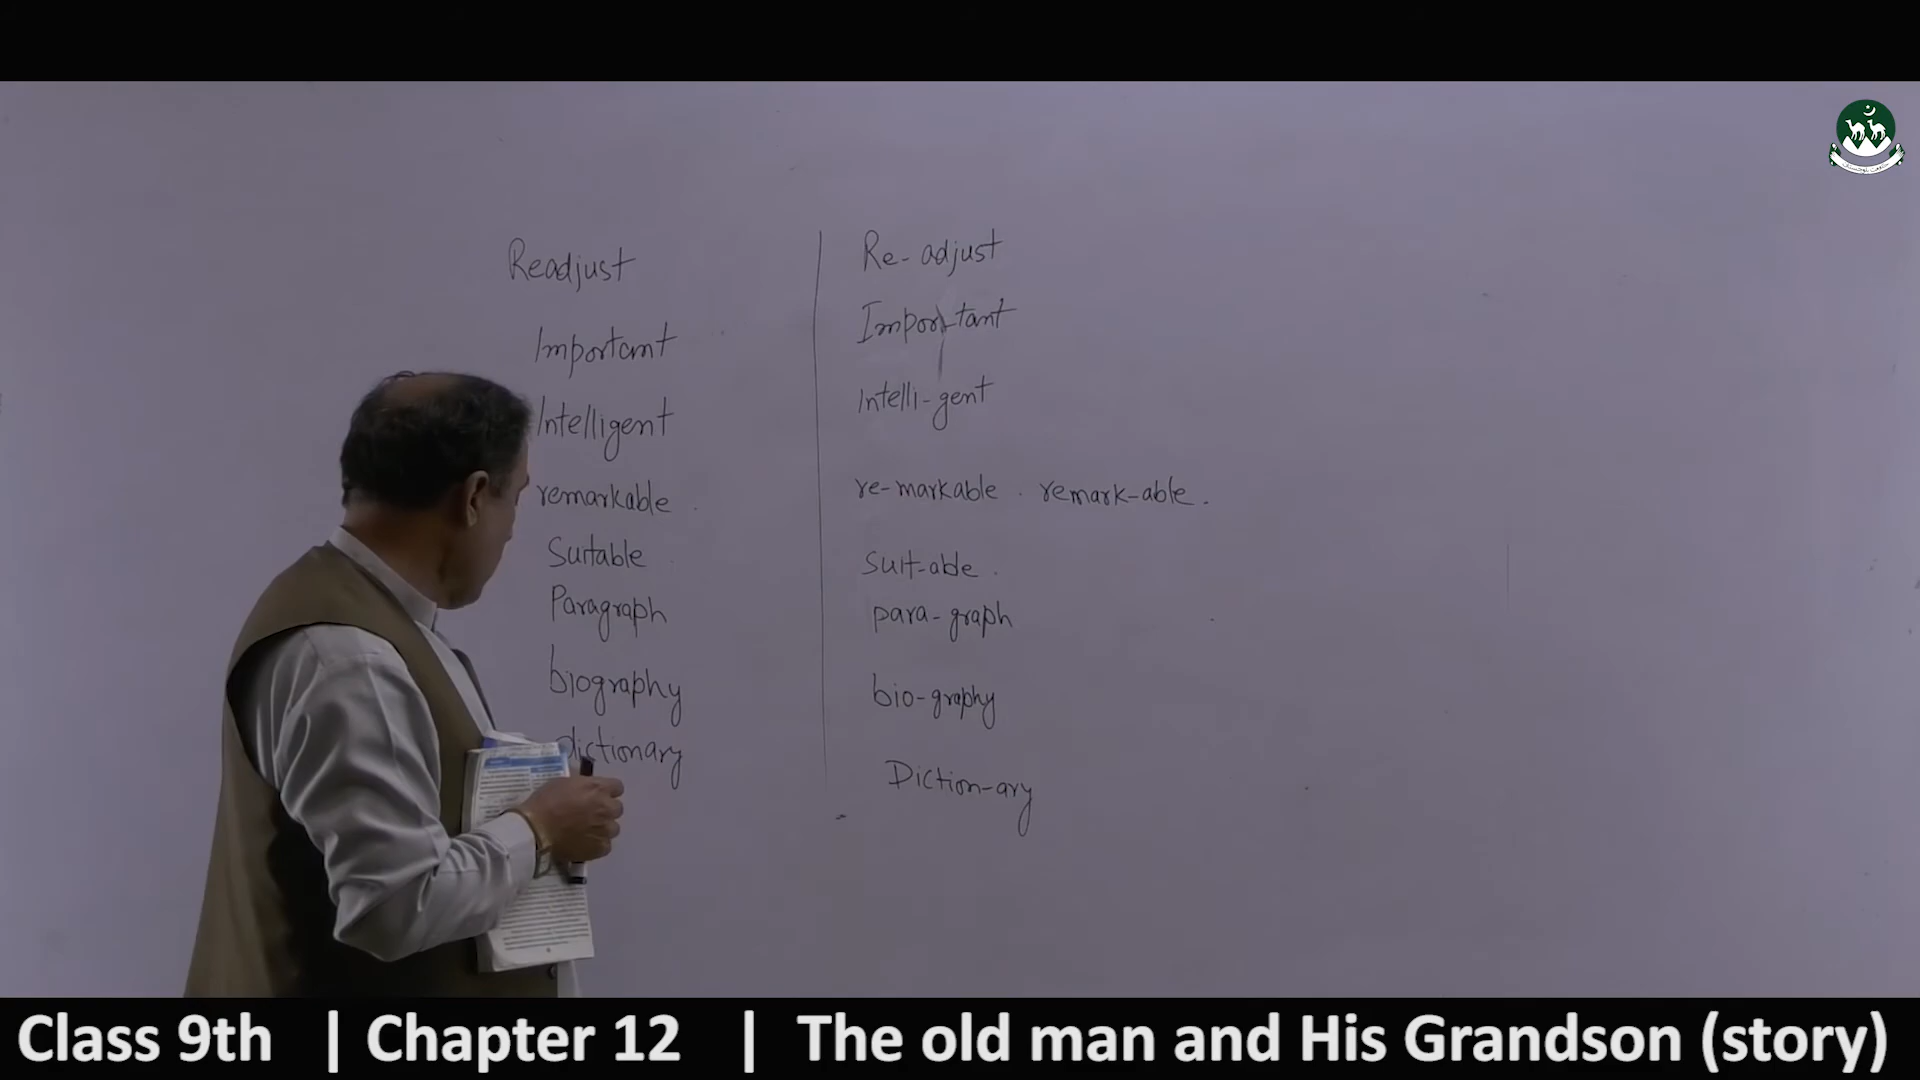 Readjust Re-adjust
Important Impor-tant
Intelligent Intelli-gent
remarkable . re-markable . remark-able .
Suitable suit-able .
Paragraph para-graph
biography bio-graphy
dictionary Diction-ary
Class 9th | Chapter 12 | The old man and His Grandson (story)